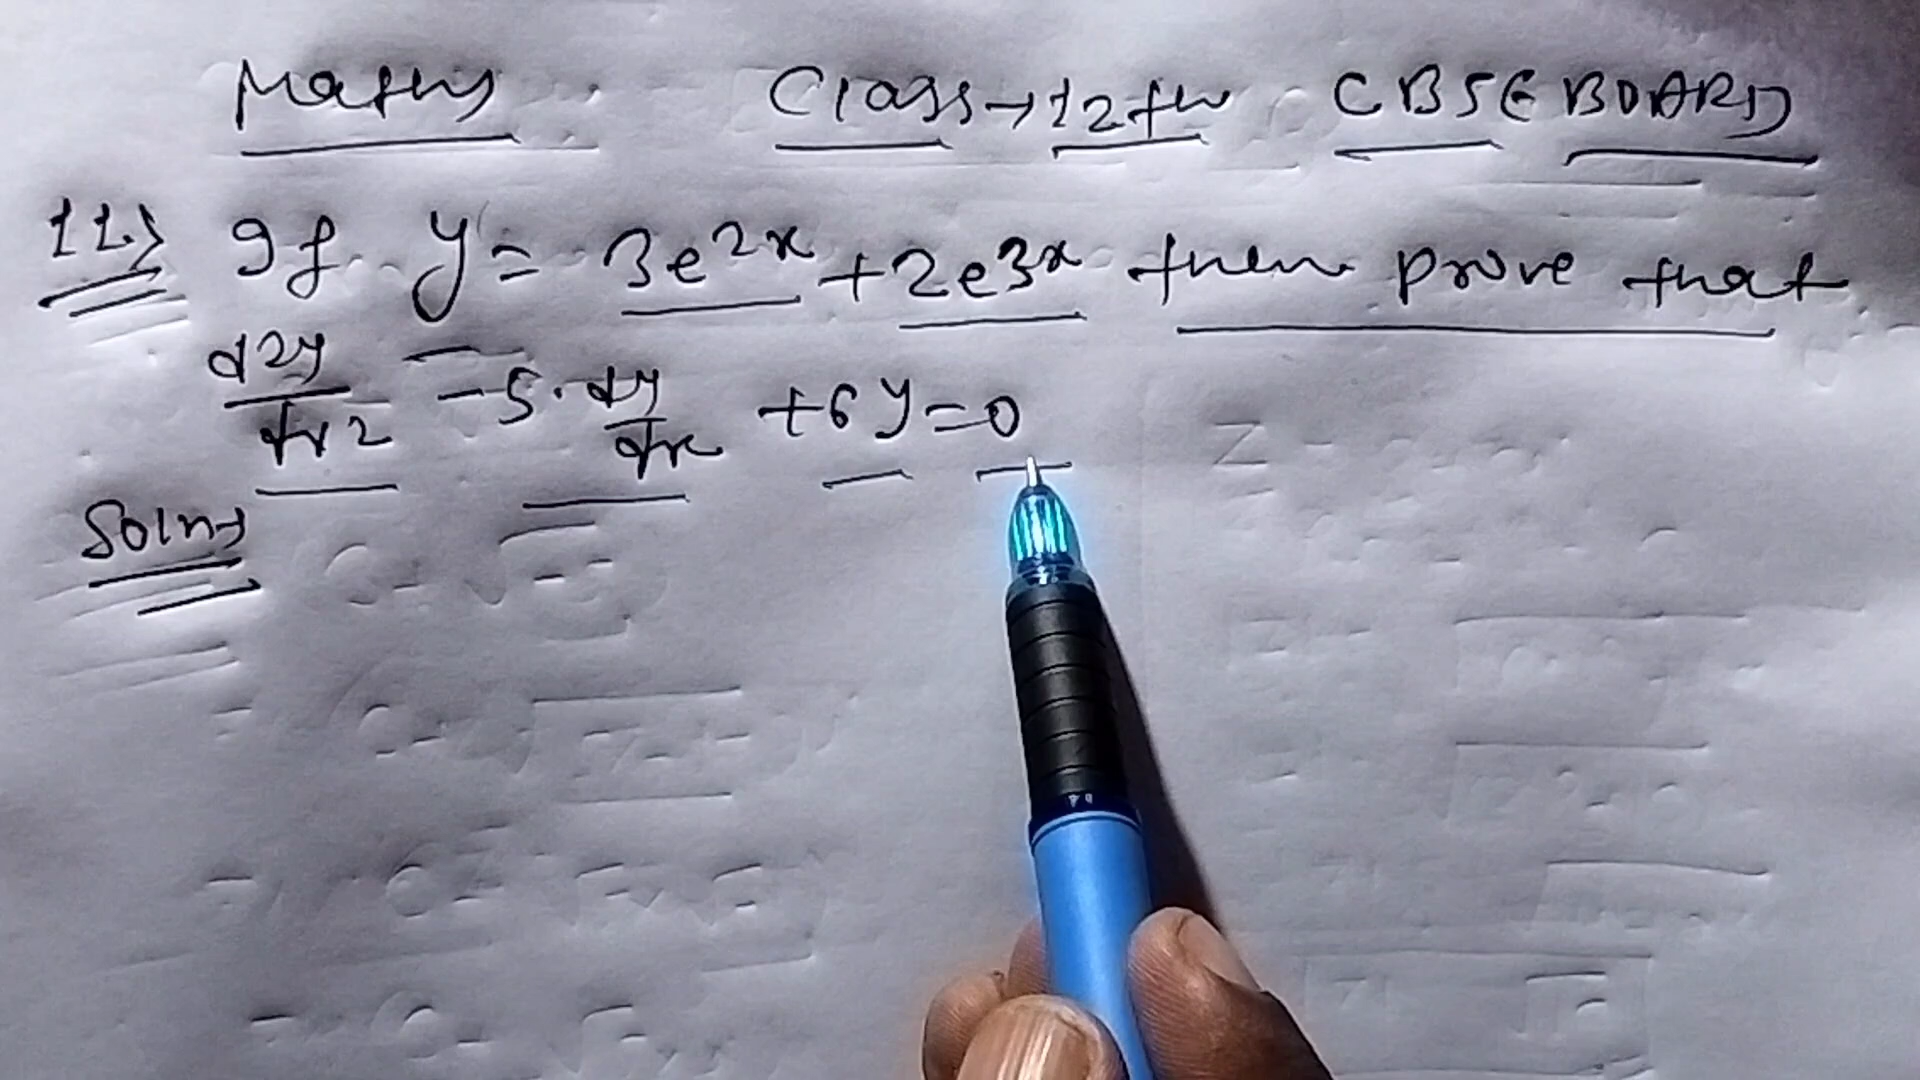 Maths Class→12th CBSE BOARD
11) If y = 3e^2x + 2e^3x then prove that
d2y/dx2 - 5·dy/dx + 6y = 0
Soln→